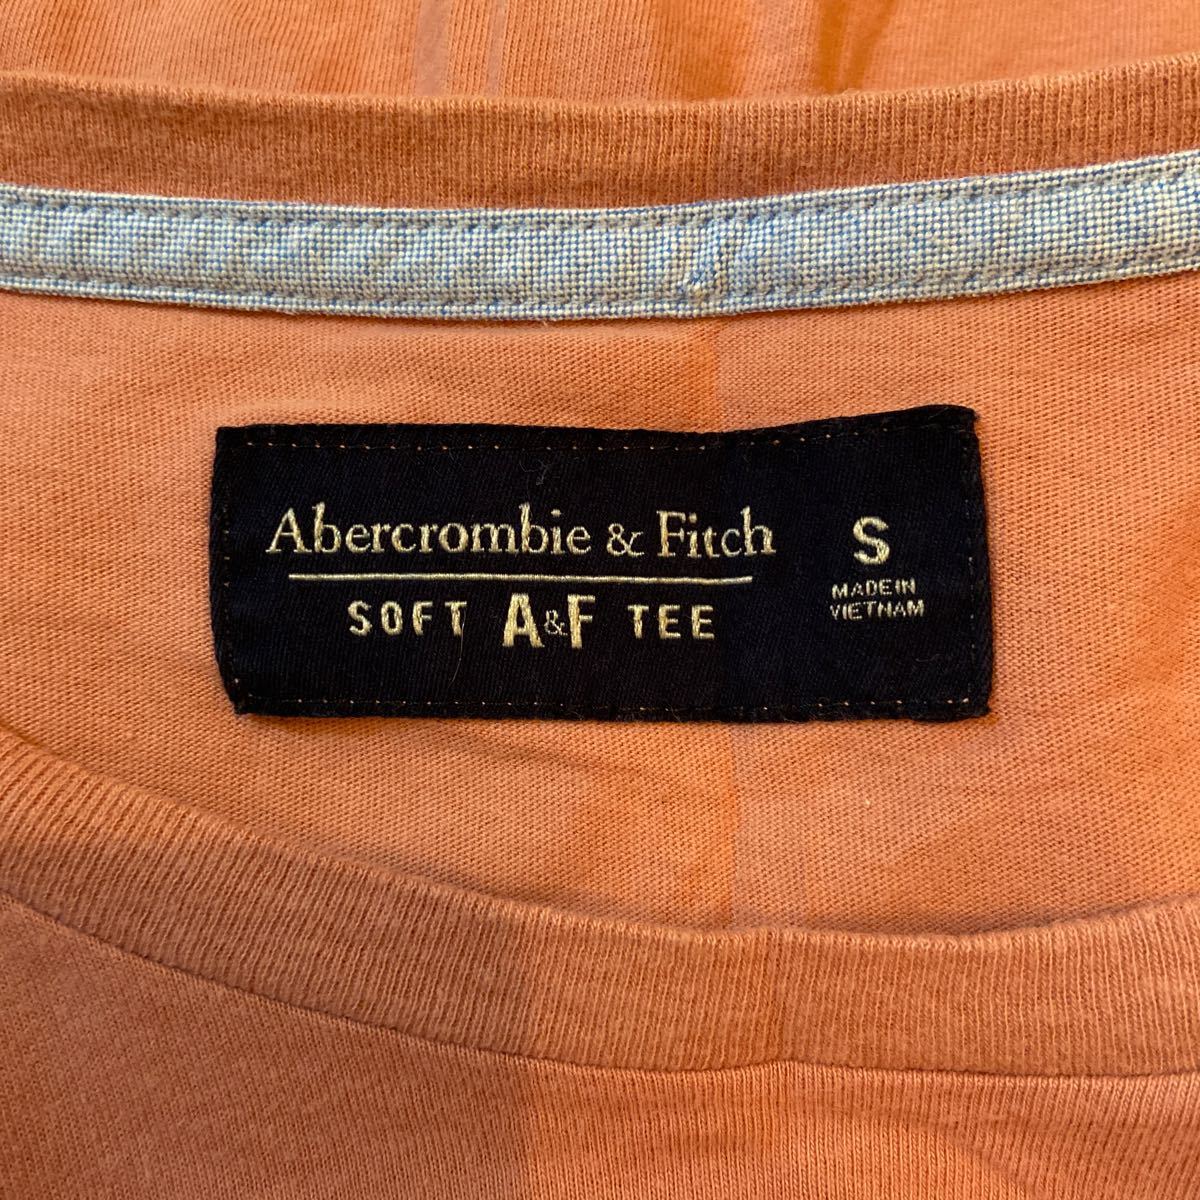 Abercrombie & Fitch
SOFT A&F TEE
S
MADE IN
VIETNAM